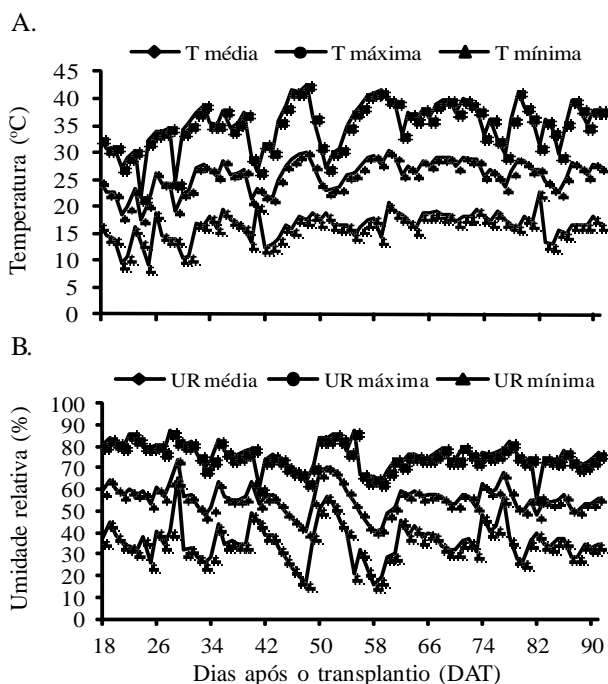 A.
T média T máxima T mínima
Temperatura (ºC)
45
40
35
30
25
20
15
10
5
0
B.
UR média UR máxima UR mínima
Umidade relativa (%)
100
90
80
70
60
50
40
30
20
10
0
18 26 34 42 50 58 66 74 82 90
Dias após o transplantio (DAT)